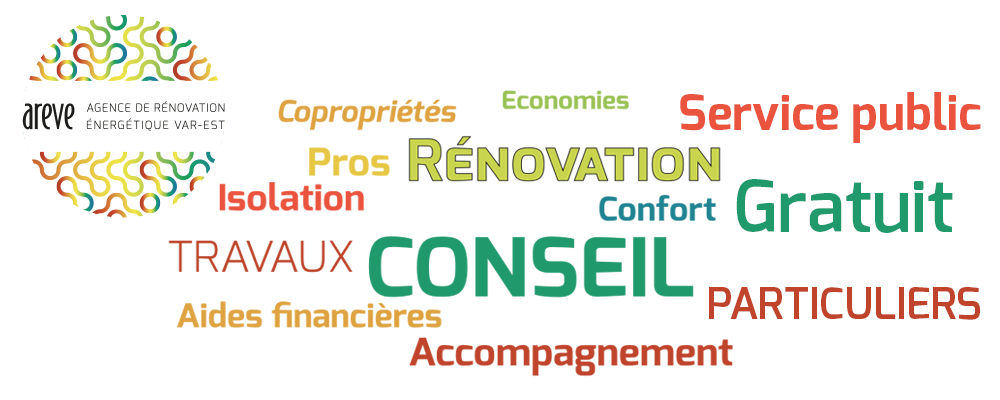 areve AGENCE DE RÉNOVATION
ÉNERGÉTIQUE VAR-EST
Copropriétés
Economies
Service public
Pros
RÉNOVATION
Isolation
Confort
Gratuit
TRAVAUX
CONSEIL
Aides financières
PARTICULIERS
Accompagnement